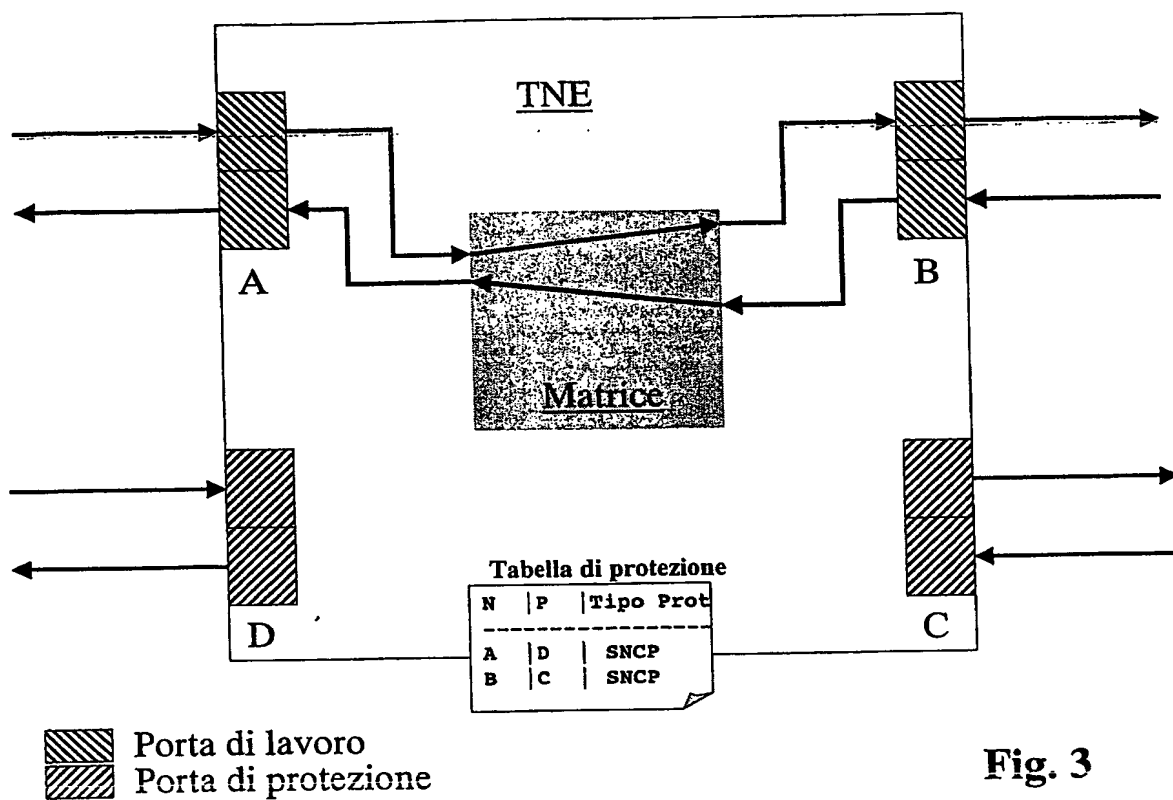 TNE
A
B
Matrice
D
C
Tabella di protezione
N |P |Tipo Prot
-----------------------
A |D | SNCP
B |C | SNCP
Porta di lavoro
Porta di protezione
Fig. 3